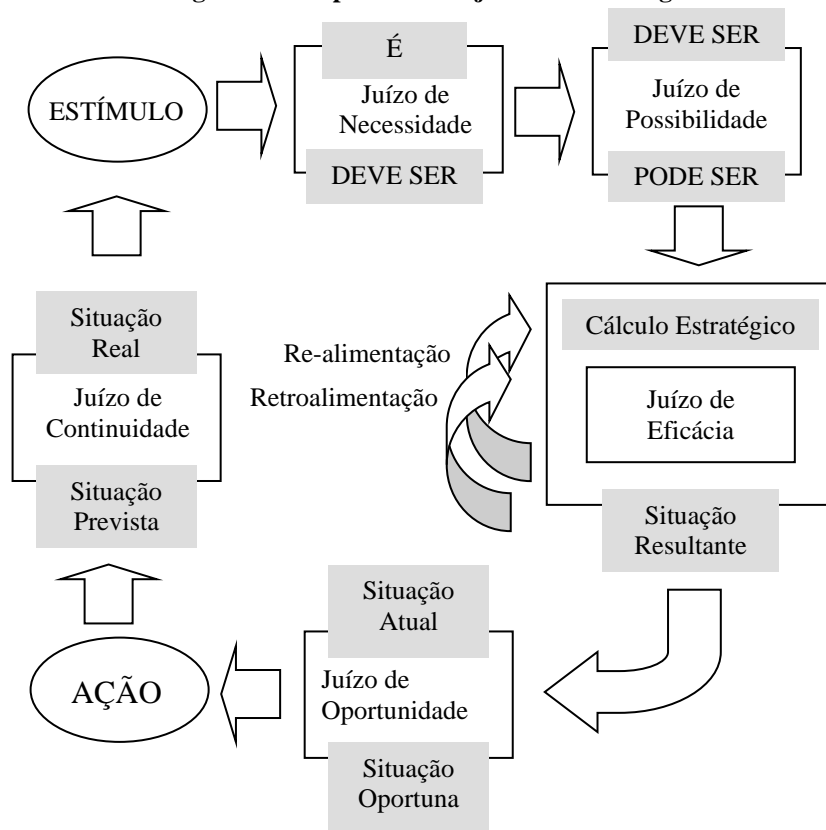 É
Juízo de
Necessidade
DEVE SER
DEVE SER
Juízo de
Possibilidade
PODE SER
ESTÍMULO
Cálculo Estratégico
Juízo de
Eficácia
Situação
Resultante
Re-alimentação
Retroalimentação
Situação
Atual
Juízo de
Oportunidade
Situação
Oportuna
AÇÃO
Situação
Real
Juízo de
Continuidade
Situação
Prevista